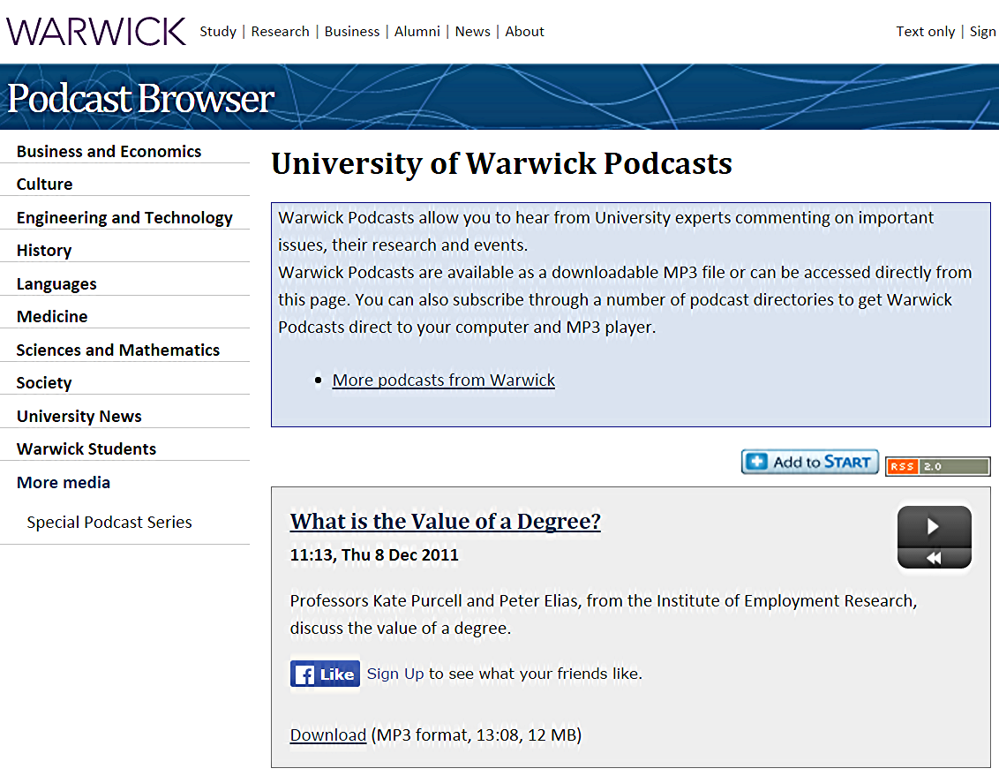 WARWICK Study | Research | Business | Alumni | News | About Text only | Sign
Podcast Browser
Business and Economics
Culture
Engineering and Technology
History
Languages
Medicine
Sciences and Mathematics
Society
University News
Warwick Students
More media
Special Podcast Series
University of Warwick Podcasts
Warwick Podcasts allow you to hear from University experts commenting on important
issues, their research and events.
Warwick Podcasts are available as a downloadable MP3 file or can be accessed directly from
this page. You can also subscribe through a number of podcast directories to get Warwick
Podcasts direct to your computer and MP3 player.
• More podcasts from Warwick
Add to START RSS 2.0
What is the Value of a Degree?
11:13, Thu 8 Dec 2011
Professors Kate Purcell and Peter Elias, from the Institute of Employment Research,
discuss the value of a degree.
f Like Sign Up to see what your friends like.
Download (MP3 format, 13:08, 12 MB)